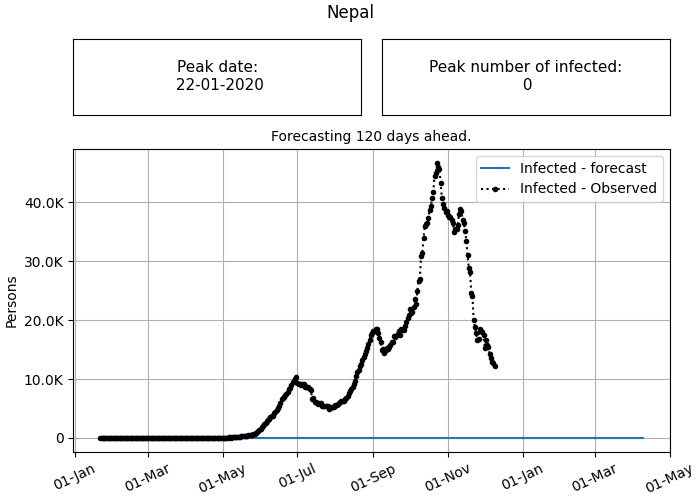 Nepal
Peak date:
22-01-2020
Peak number of infected:
0
Forecasting 120 days ahead.
Infected - forecast
Infected - Observed
Persons
40.0K
30.0K
20.0K
10.0K
0
01-Jan
01-Mar
01-May
01-Jul
01-Sep
01-Nov
01-Jan
01-Mar
01-May